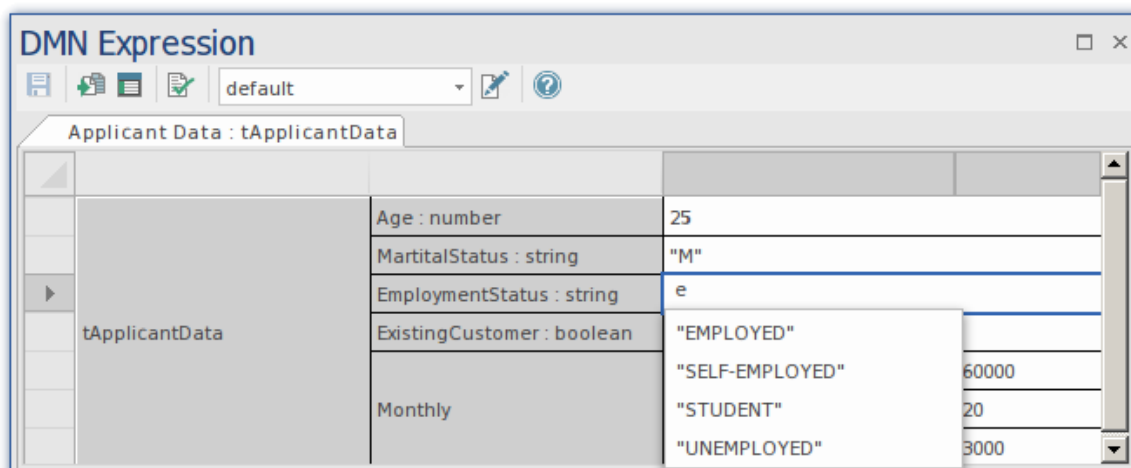 DMN Expression
default
Applicant Data : tApplicantData
Age : number
25
MartitalStatus : string
"M"
EmploymentStatus : string
e
tApplicantData
ExistingCustomer : boolean
"EMPLOYED"
"SELF-EMPLOYED"
60000
Monthly
"STUDENT"
20
"UNEMPLOYED"
3000